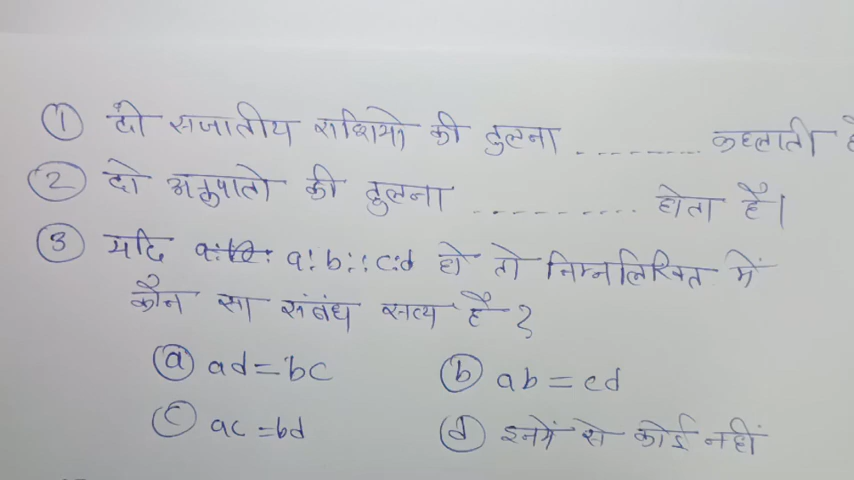 ① दो सजातीय राशियो की तुलना ........... कहलाती है
② दो अनुपातो की तुलना ............ होता है।
③ यदि a:b::c:d हो तो निम्नलिखित में
कौन सा संबंध सत्य है?
ⓐ ad=bc ⓑ ab=cd
ⓒ ac=bd ⓓ इनमें से कोई नहीं